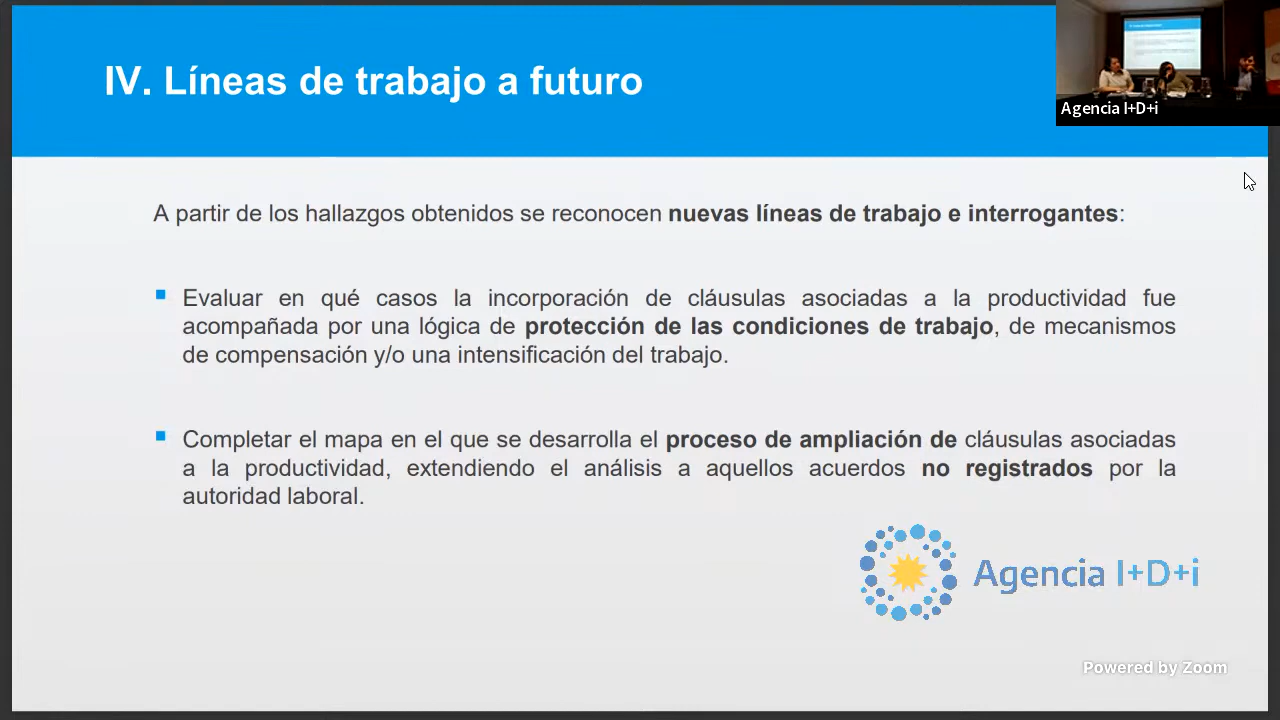 IV. Líneas de trabajo a futuro
Agencia I+D+i
A partir de los hallazgos obtenidos se reconocen nuevas líneas de trabajo e interrogantes:
Evaluar en qué casos la incorporación de cláusulas asociadas a la productividad fue
acompañada por una lógica de protección de las condiciones de trabajo, de mecanismos
de compensación y/o una intensificación del trabajo.
Completar el mapa en el que se desarrolla el proceso de ampliación de cláusulas asociadas
a la productividad, extendiendo el análisis a aquellos acuerdos no registrados por la
autoridad laboral.
Agencia I+D+i
Powered by Zoom